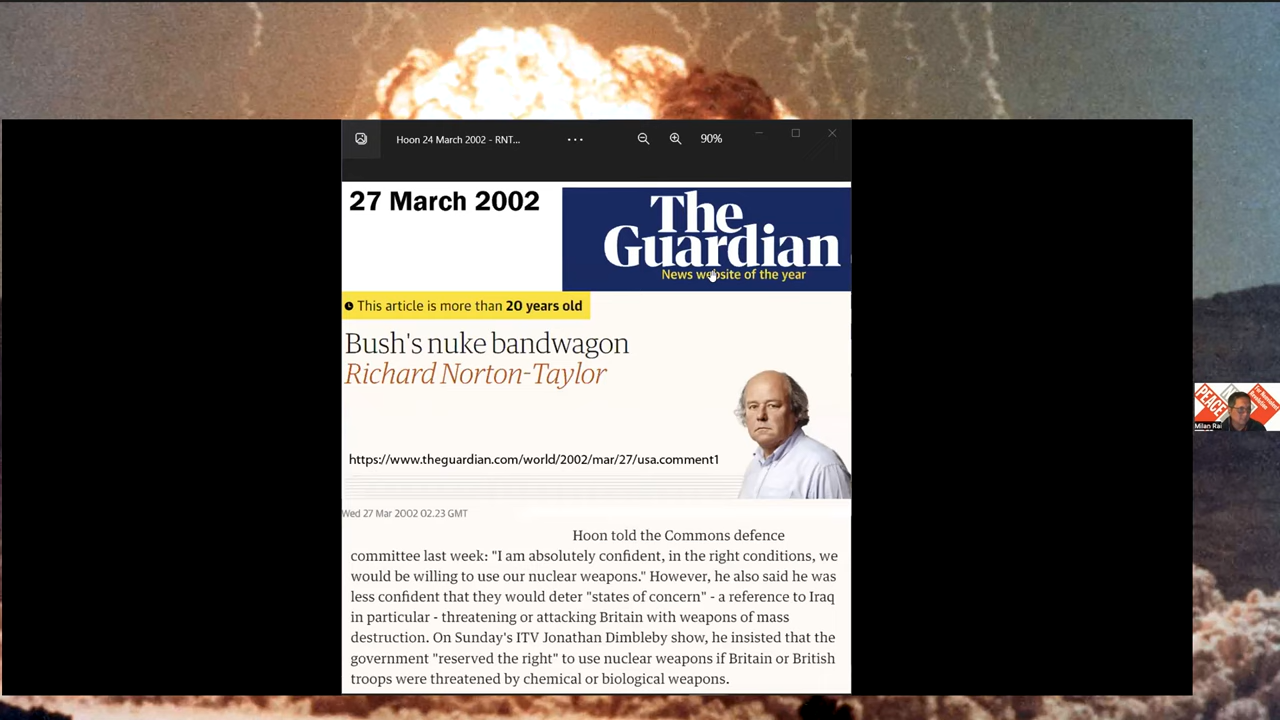 Hoon 24 March 2002 - RNT...
90%
27 March 2002
The
Guardian
News website of the year
This article is more than 20 years old
Bush's nuke bandwagon
Richard Norton-Taylor
https://www.theguardian.com/world/2002/mar/27/usa.comment1
Wed 27 Mar 2002 02.23 GMT
Hoon told the Commons defence
committee last week: "I am absolutely confident, in the right conditions, we
would be willing to use our nuclear weapons." However, he also said he was
less confident that they would deter "states of concern" - a reference to Iraq
in particular - threatening or attacking Britain with weapons of mass
destruction. On Sunday's ITV Jonathan Dimbleby show, he insisted that the
government "reserved the right" to use nuclear weapons if Britain or British
troops were threatened by chemical or biological weapons.
PEACE
Milan Rai